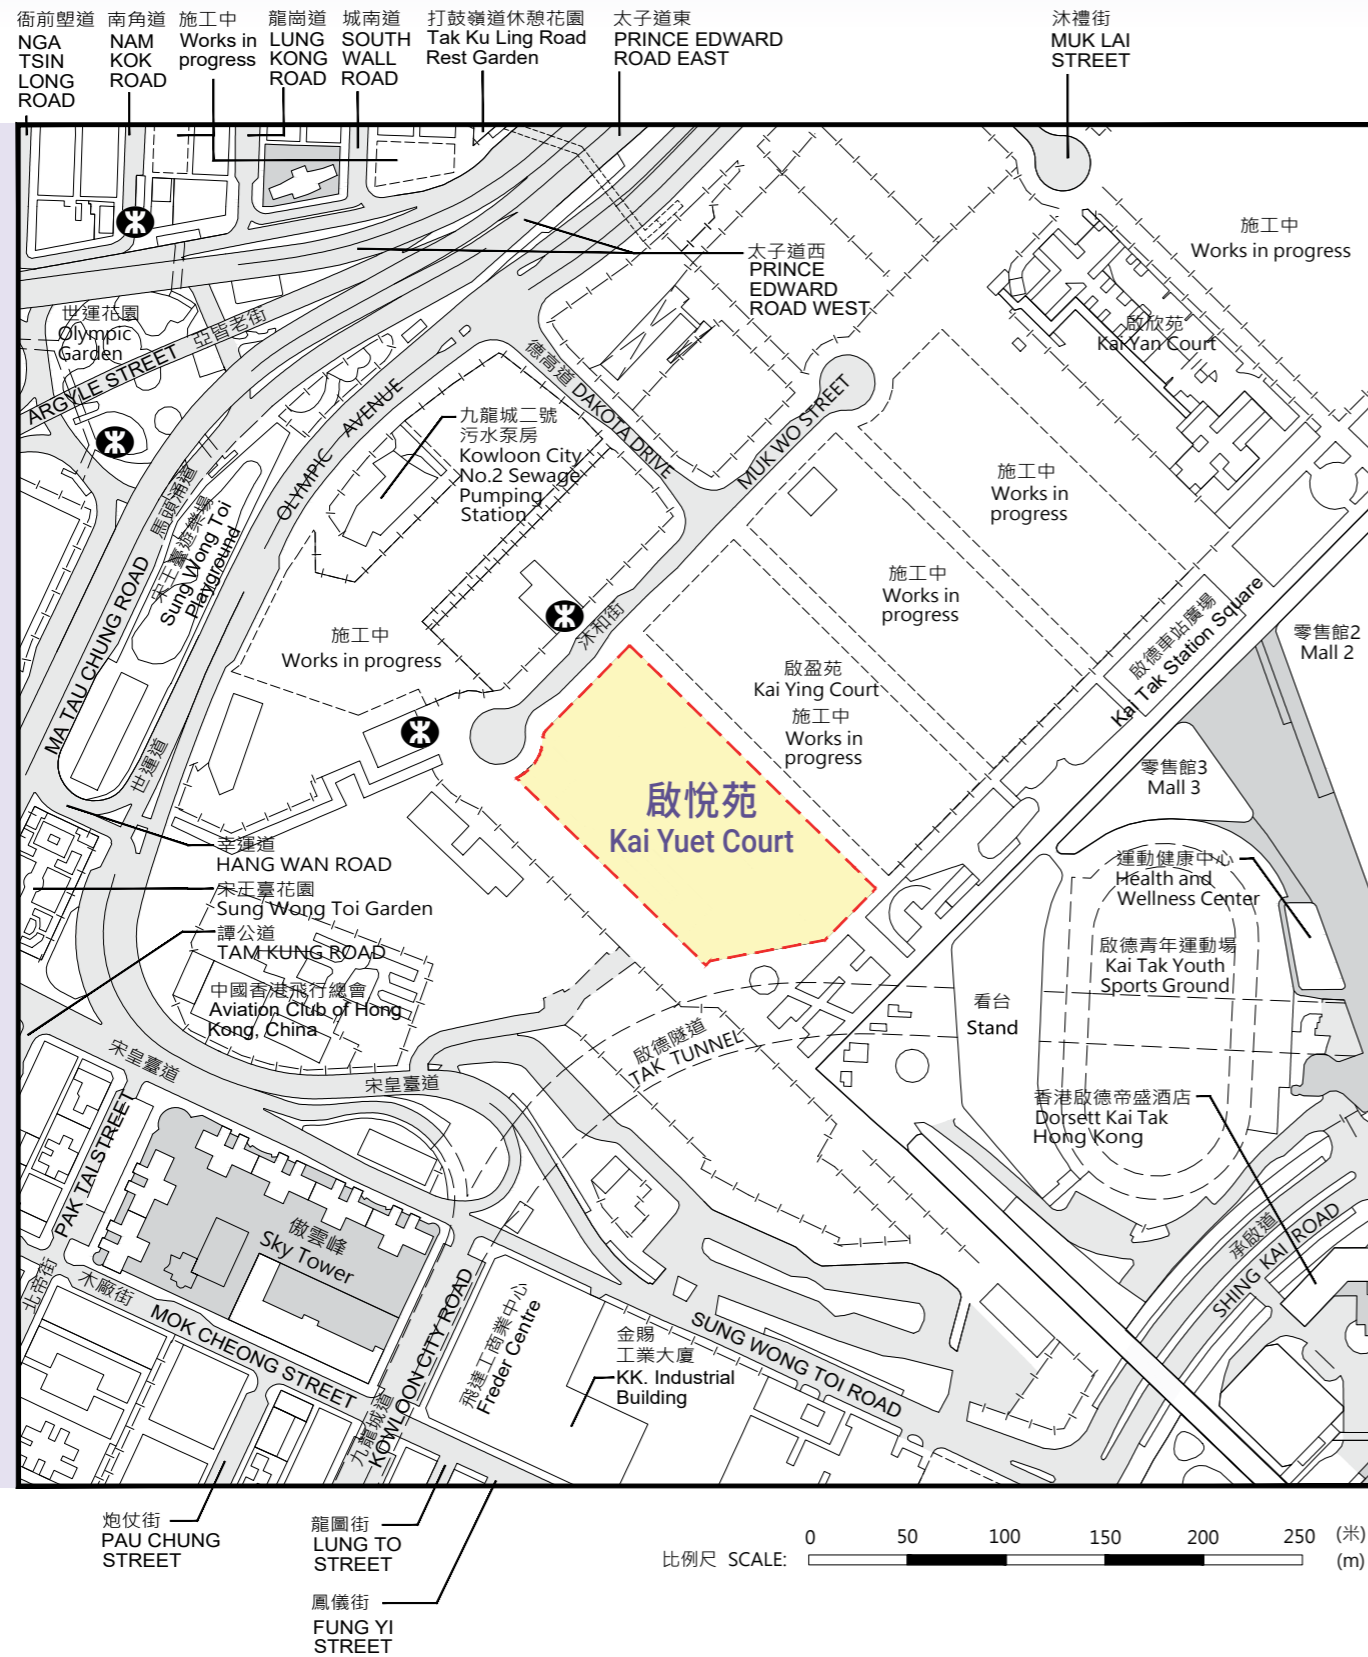 衙前塱道
NGA
TSIN
LONG
ROAD
南角道
NAM
KOK
ROAD
施工中
Works in
progress
龍崗道
LUNG
KONG
ROAD
城南道
SOUTH
WALL
ROAD
打鼓嶺道休憩花園
Tak Ku Ling Road
Rest Garden
太子道東
PRINCE EDWARD
ROAD EAST
沐禮街
MUK LAI
STREET
施工中
Works in progress
太子道西
PRINCE
EDWARD
ROAD WEST
世運花園
Olympic
Garden
亞皆老街
ARGYLE STREET
啟欣苑
Kai Yan Court
德高道 DAKOTA DRIVE
MUK WO STREET
沐和街
OLYMPIC AVENUE
世運道
九龍城二號
污水泵房
Kowloon City
No.2 Sewage
Pumping
Station
馬頭涌道
MA TAU CHUNG ROAD
宋王臺遊樂場
Sung Wong Toi
Playground
施工中
Works in
progress
施工中
Works in
progress
施工中
Works in progress
啟盈苑
Kai Ying Court
施工中
Works in
progress
啟德車站廣場
Kai Tak Station Square
零售館2
Mall 2
零售館3
Mall 3
啟悅苑
Kai Yuet Court
幸運道
HANG WAN ROAD
宋王臺花園
Sung Wong Toi Garden
譚公道
TAM KUNG ROAD
中國香港飛行總會
Aviation Club of Hong
Kong, China
運動健康中心
Health and
Wellness Center
啟德青年運動場
Kai Tak Youth
Sports Ground
看台
Stand
啟德隧道
TAK TUNNEL
宋皇臺道
宋皇臺道
香港啟德帝盛酒店
Dorsett Kai Tak
Hong Kong
PAK TAI STREET
北帝街
傲雲峰
Sky Tower
木廠街
MOK CHEONG STREET
九龍城道
KOWLOON CITY ROAD
飛達工商業中心
Freder Centre
金賜
工業大廈
KK. Industrial
Building
SUNG WONG TOI ROAD
承啟道
SHING KAI ROAD
炮仗街
PAU CHUNG
STREET
龍圖街
LUNG TO
STREET
鳳儀街
FUNG YI
STREET
比例尺 SCALE:
0 50 100 150 200 250 (米)
(m)